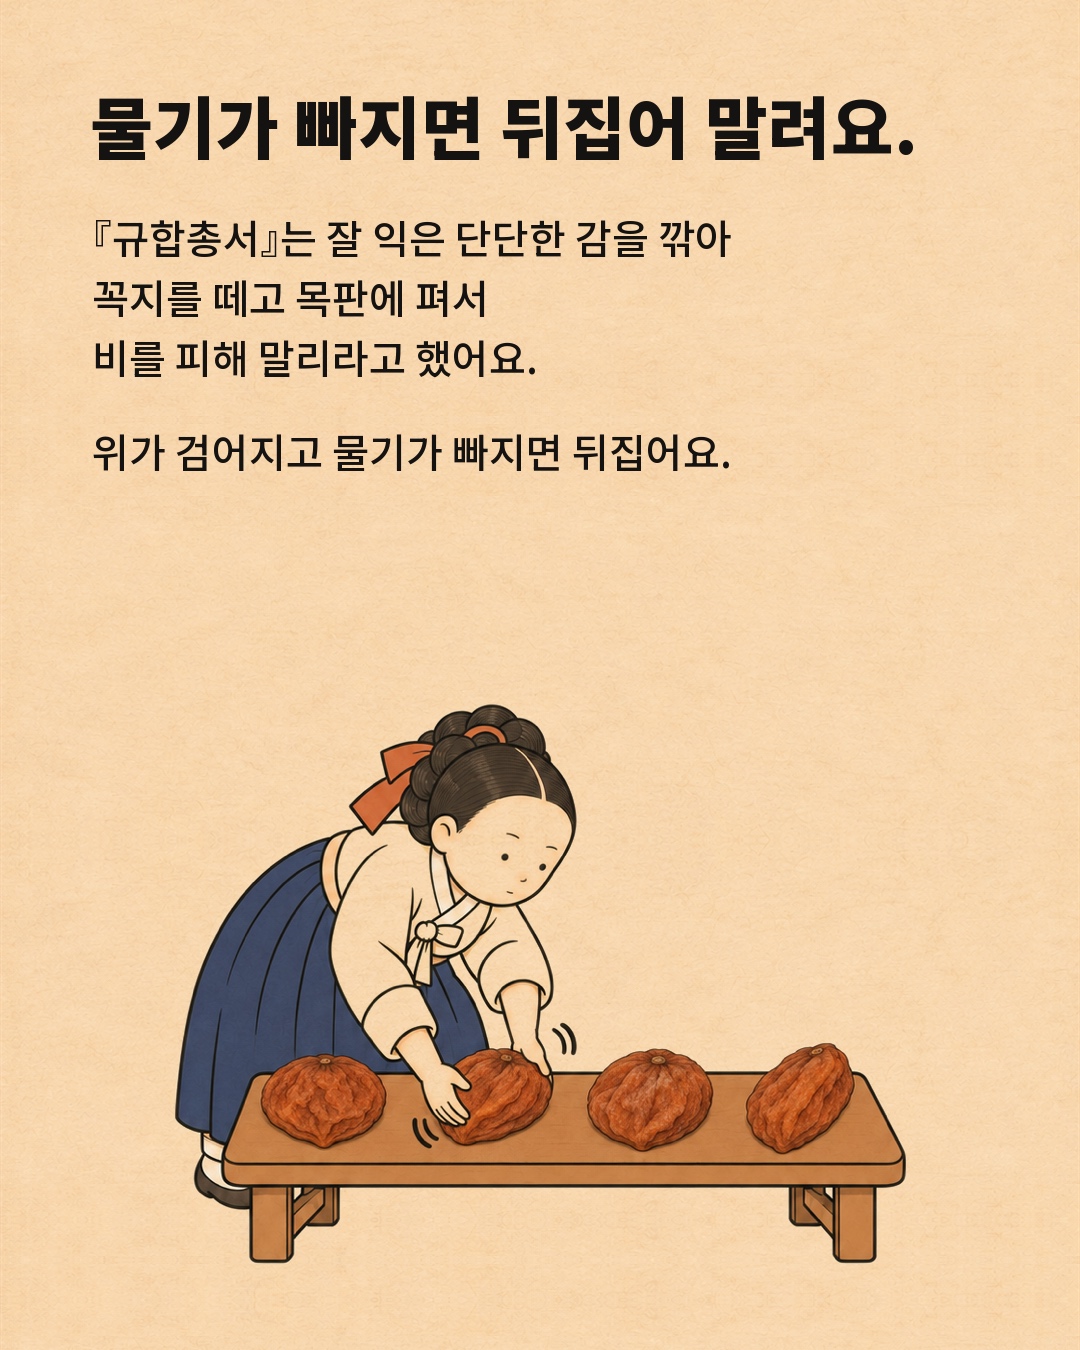 물기가 빠지면 뒤집어 말려요.
『규합총서』는 잘 익은 단단한 감을 깎아
꼭지를 떼고 목판에 펴서
비를 피해 말리라고 했어요.
위가 검어지고 물기가 빠지면 뒤집어요.